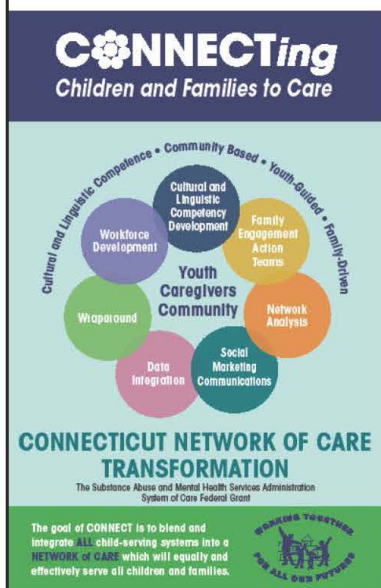 CONNECTing
Children and Families to Care
Cultural and Linguistic Competence • Community Based • Youth-Guided • Family-Driven
Cultural and
Linguistic
Competency
Development
Family
Engagement
Action
Teams
Network
Analysis
Social
Marketing
Communications
Data
Integration
Wraparound
Workforce
Development
Youth
Caregivers
Community
CONNECTICUT NETWORK OF CARE
TRANSFORMATION
The Substance Abuse and Mental Health Services Administration
System of Care Federal Grant
The goal of CONNECT is to blend and
integrate ALL child-serving systems into a
NETWORK of CARE which will equally and
effectively serve all children and families.
WORKING TOGETHER
FOR ALL OUR FUTURES